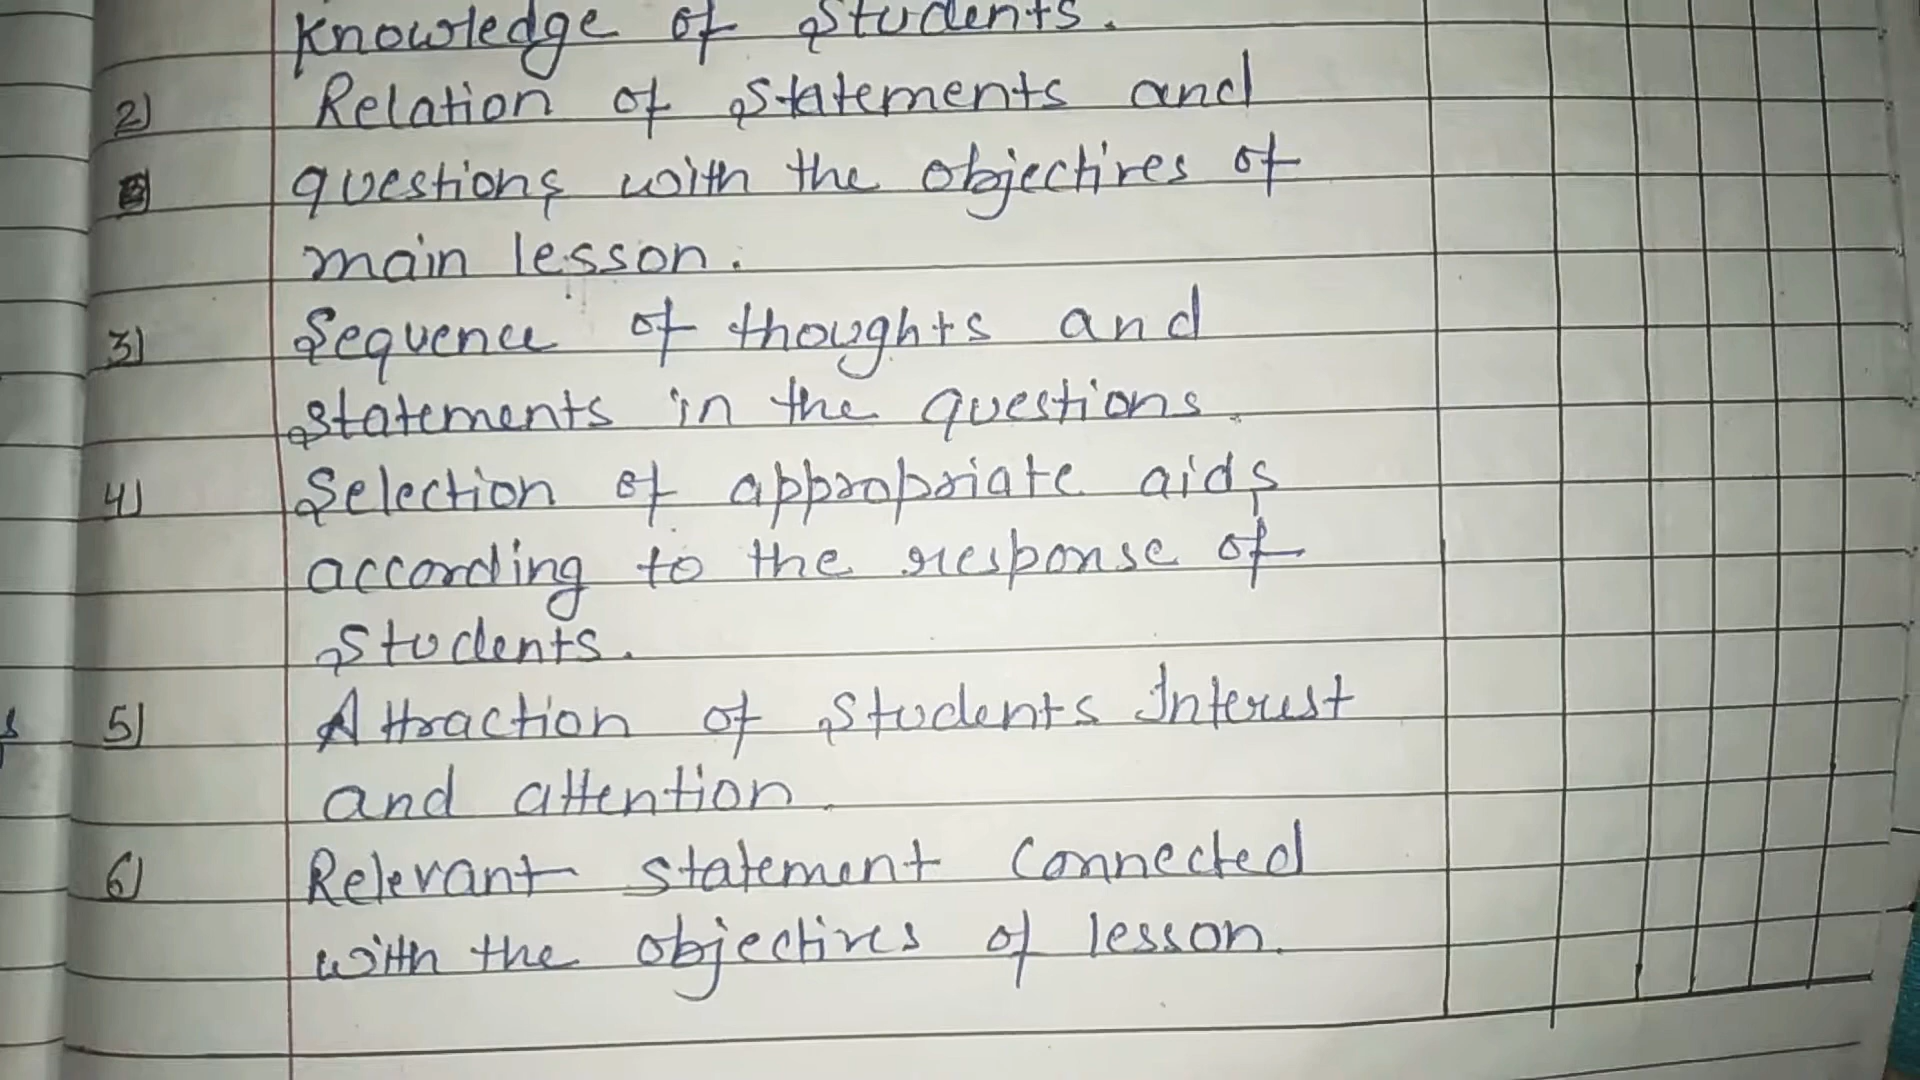 Knowledge of Students.
2) Relation of Statements and
questions with the objectives of
main lesson.
3) Sequence of thoughts and
statements in the questions.
4) Selection of appropriate aids
according to the response of
Students.
5) Attraction of Students Interest
and attention.
6) Relevant statement Connected
with the objectives of lesson.